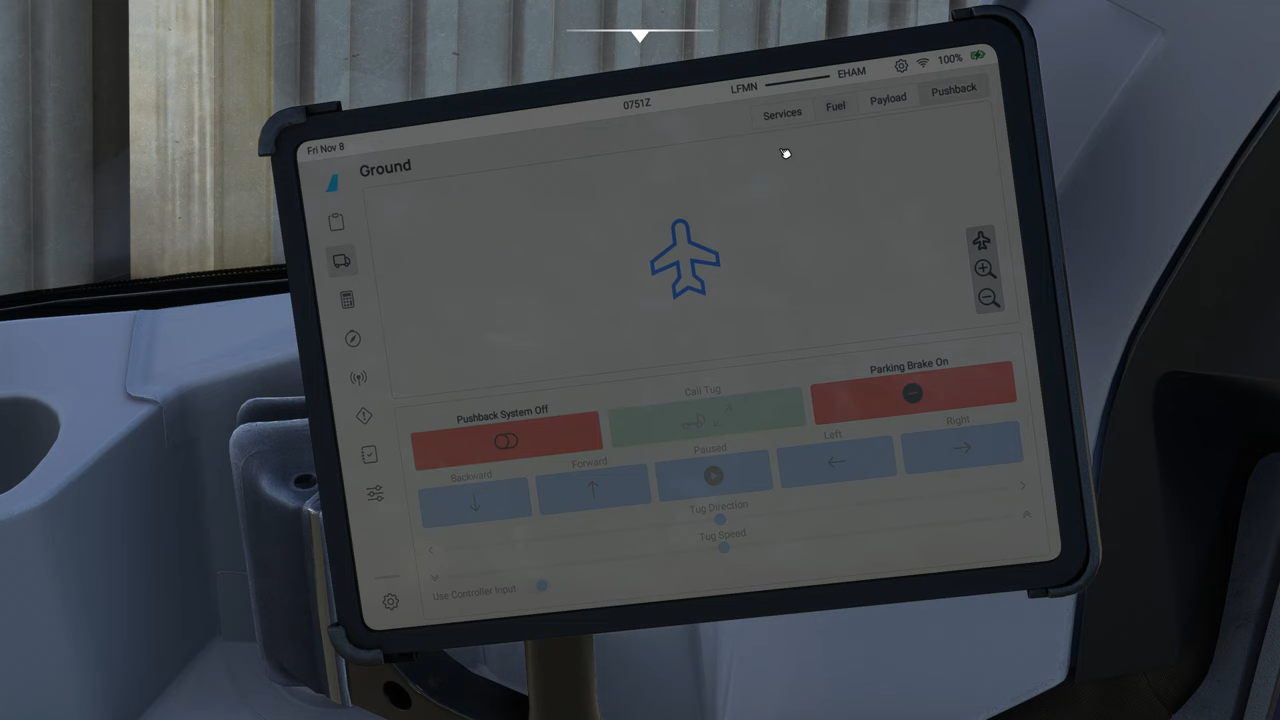 Fri Nov 8
0751Z
LFMN EHAM
100%
Ground
Services Fuel Payload Pushback
Pushback System Off
Call Tug
Parking Brake On
Backward
Forward
Paused
Left
Right
Tug Direction
Tug Speed
Use Controller Input